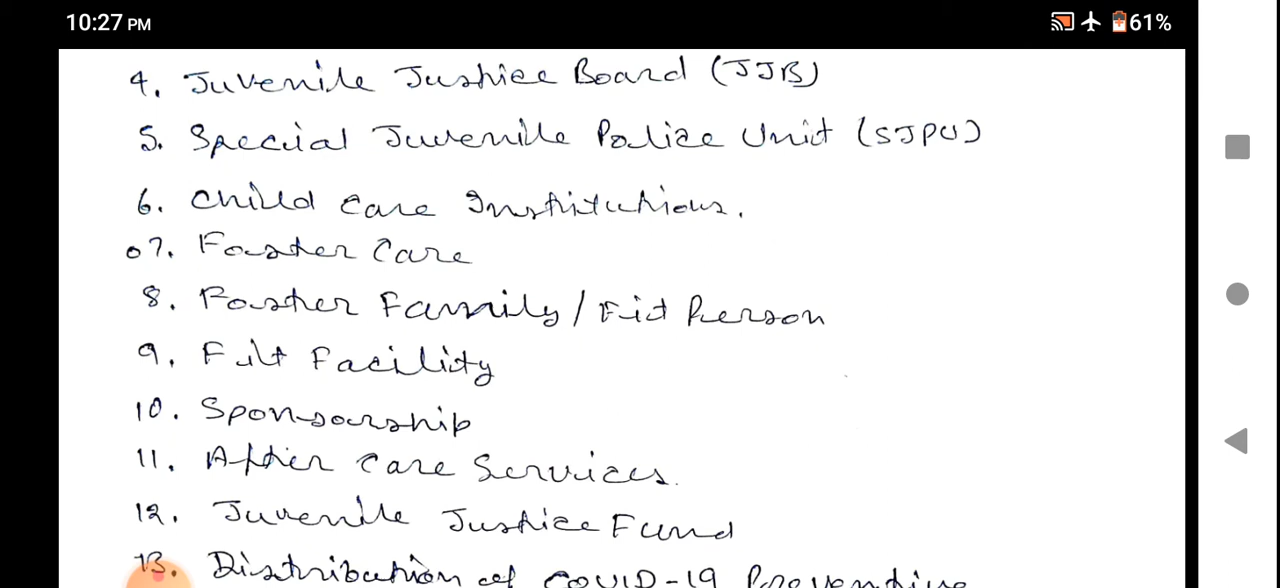 10:27 PM
61%
4. Juvenile Justice Board (JJB)
5. Special Juvenile Police Unit (SJPU)
6. Child Care Institutions.
07. Foster Care
8. Foster Family/Fit Person
9. Fit Facility
10. Sponsorship
11. After Care Services.
12. Juvenile Justice Fund
13. Distribution of COVID-19 Preventive